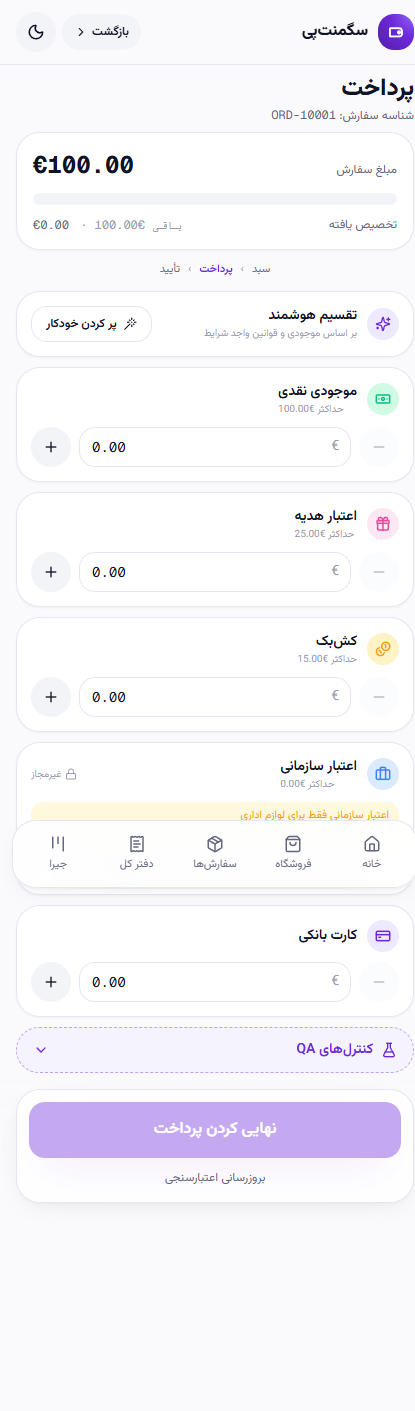 سگمنت‌پی
بازگشت
پرداخت
شناسه سفارش: ORD-10001
مبلغ سفارش
€100.00
تخصیص یافته
€0.00 · باقی €100.00
سبد › پرداخت › تأیید
تقسیم هوشمند
بر اساس موجودی و قوانین واجد شرایط
پر کردن خودکار
موجودی نقدی
حداکثر €100.00
€ 0.00
اعتبار هدیه
حداکثر €25.00
€ 0.00
کش‌بک
حداکثر €15.00
€ 0.00
اعتبار سازمانی
حداکثر €0.00
غیرمجاز
اعتبار سازمانی فقط برای لوازم اداری
خانه
فروشگاه
سفارش‌ها
دفتر کل
جیرا
کارت بانکی
€ 0.00
کنترل‌های QA
نهایی کردن پرداخت
بروزرسانی اعتبارسنجی